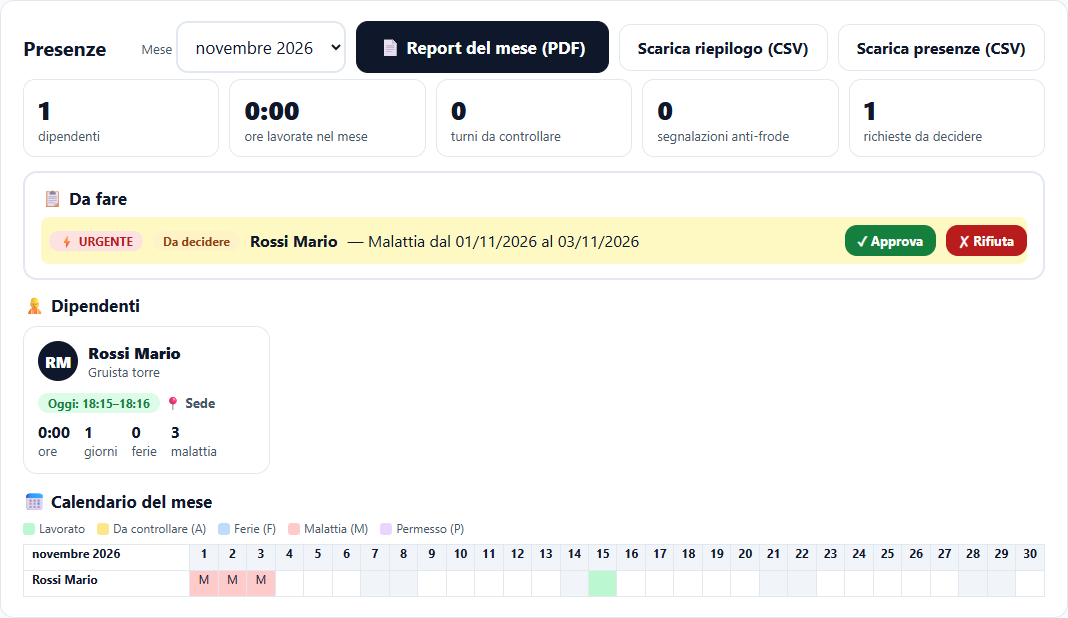 Presenze Mese novembre 2026 Report del mese (PDF) Scarica riepilogo (CSV) Scarica presenze (CSV)
1 0:00 0 0 1
dipendenti ore lavorate nel mese turni da controllare segnalazioni anti-frode richieste da decidere
Da fare
URGENTE Da decidere Rossi Mario — Malattia dal 01/11/2026 al 03/11/2026 ✓ Approva ✗ Rifiuta
Dipendenti
RM Rossi Mario
Gruista torre
Oggi: 18:15–18:16 Sede
0:00 1 0 3
ore giorni ferie malattia
Calendario del mese
Lavorato Da controllare (A) Ferie (F) Malattia (M) Permesso (P)
novembre 2026 1 2 3 4 5 6 7 8 9 10 11 12 13 14 15 16 17 18 19 20 21 22 23 24 25 26 27 28 29 30
Rossi Mario M M M